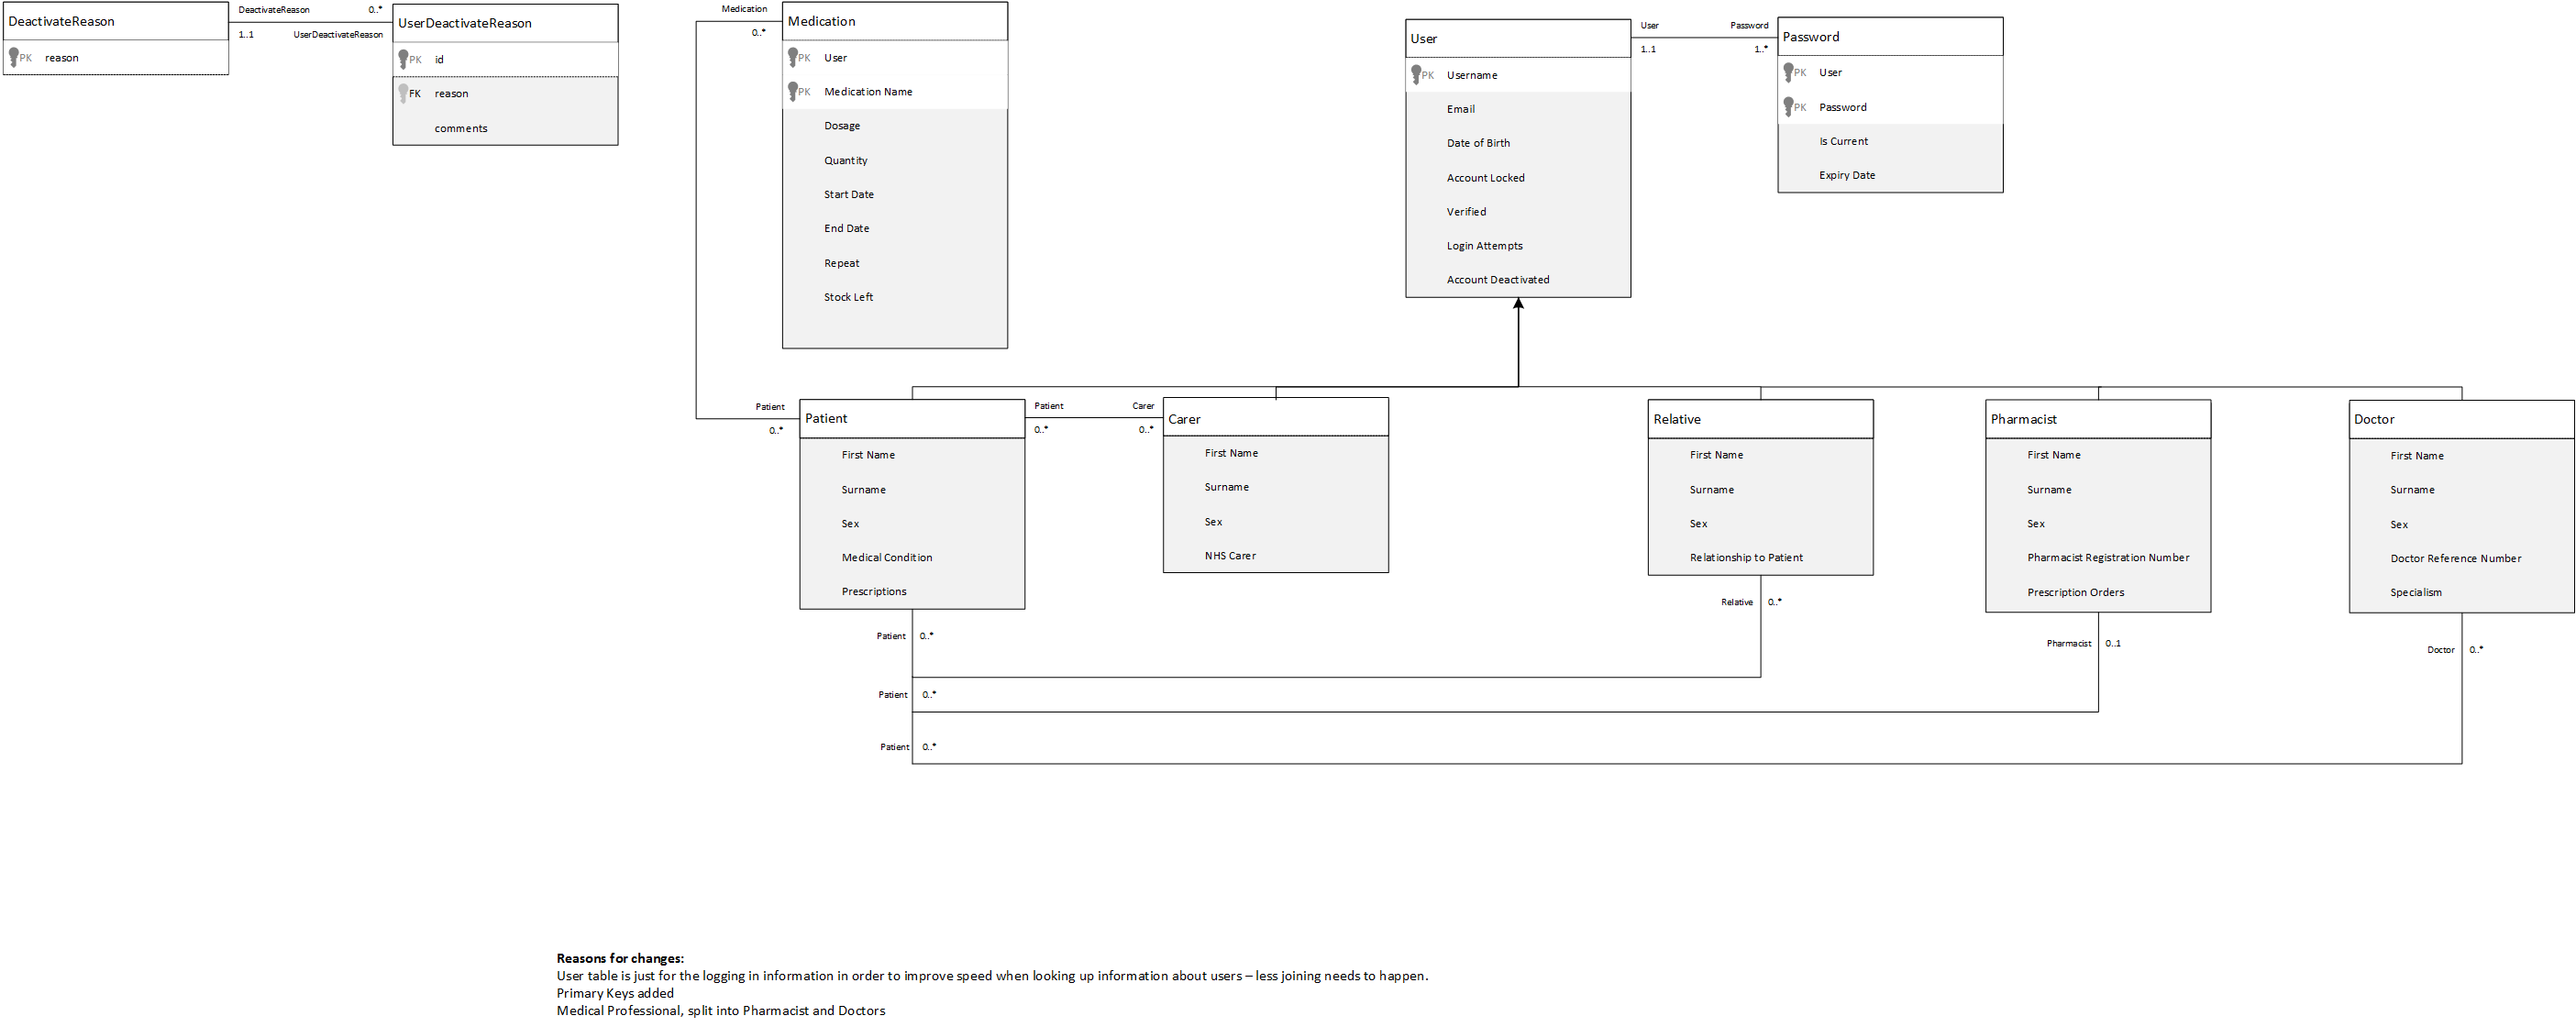 DeactivateReason
PK reason
DeactivateReason 0..*
1..1 UserDeactivateReason
UserDeactivateReason
PK id
FK reason
comments
Medication
0..*
Medication
PK User
PK Medication Name
Dosage
Quantity
Start Date
End Date
Repeat
Stock Left
User
PK Username
Email
Date of Birth
Account Locked
Verified
Login Attempts
Account Deactivated
User Password
1..1 1..*
Password
PK User
PK Password
Is Current
Expiry Date
Patient
0..*
Patient
First Name
Surname
Sex
Medical Condition
Prescriptions
Patient Carer
0..* 0..*
Carer
First Name
Surname
Sex
NHS Carer
Relative
First Name
Surname
Sex
Relationship to Patient
Pharmacist
First Name
Surname
Sex
Pharmacist Registration Number
Prescription Orders
Doctor
First Name
Surname
Sex
Doctor Reference Number
Specialism
Relative 0..*
Patient 0..*
Pharmacist 0..1
Doctor 0..*
Patient 0..*
Patient 0..*
Reasons for changes:
User table is just for the logging in information in order to improve speed when looking up information about users – less joining needs to happen.
Primary Keys added
Medical Professional, split into Pharmacist and Doctors